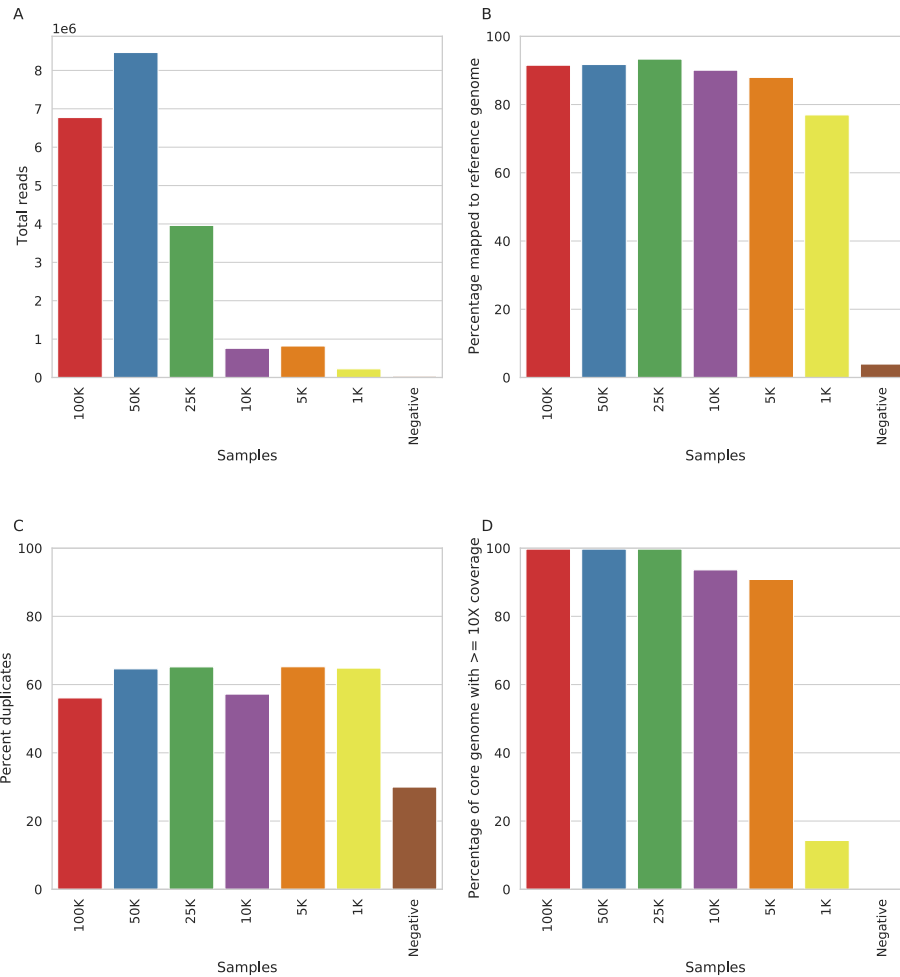 A
1e6
Total reads
8
7
6
5
4
3
2
1
0
100K
50K
25K
10K
5K
1K
Negative
Samples
B
Percentage mapped to reference genome
100
80
60
40
20
0
100K
50K
25K
10K
5K
1K
Negative
Samples
C
Percent duplicates
100
80
60
40
20
0
100K
50K
25K
10K
5K
1K
Negative
Samples
D
Percentage of core genome with >= 10X coverage
100
80
60
40
20
0
100K
50K
25K
10K
5K
1K
Negative
Samples